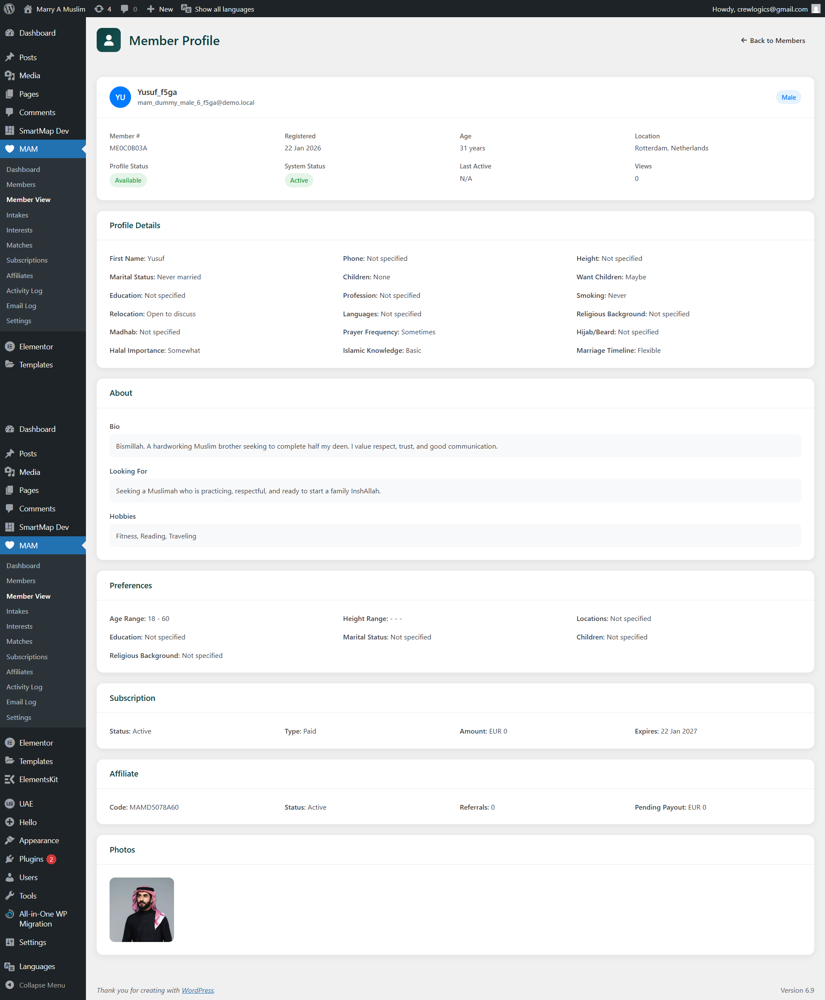 Marry A Muslim 4 0 New Show all languages Howdy, crewlogics@gmail.com
Dashboard
Posts
Media
Pages
Comments
SmartMap Dev
MAM
Dashboard
Members
Member View
Intakes
Interests
Matches
Subscriptions
Affiliates
Activity Log
Email Log
Settings
Elementor
Templates
Dashboard
Posts
Media
Pages
Comments
SmartMap Dev
MAM
Dashboard
Members
Member View
Intakes
Interests
Matches
Subscriptions
Affiliates
Activity Log
Email Log
Settings
Elementor
Templates
ElementsKit
UAE
Hello
Appearance
Plugins 2
Users
Tools
All-in-One WP
Migration
Settings
Languages
Collapse Menu
Member Profile
← Back to Members
YU
Yusuf_f5ga
mam_dummy_male_6_f5ga@demo.local
Male
Member # Registered Age Location
ME0C0B03A 22 Jan 2026 31 years Rotterdam, Netherlands
Profile Status System Status Last Active Views
Available Active N/A 0
Profile Details
First Name: Yusuf Phone: Not specified Height: Not specified
Marital Status: Never married Children: None Want Children: Maybe
Education: Not specified Profession: Not specified Smoking: Never
Relocation: Open to discuss Languages: Not specified Religious Background: Not specified
Madhab: Not specified Prayer Frequency: Sometimes Hijab/Beard: Not specified
Halal Importance: Somewhat Islamic Knowledge: Basic Marriage Timeline: Flexible
About
Bio
Bismillah. A hardworking Muslim brother seeking to complete half my deen. I value respect, trust, and good communication.
Looking For
Seeking a Muslimah who is practicing, respectful, and ready to start a family InshAllah.
Hobbies
Fitness, Reading, Traveling
Preferences
Age Range: 18 - 60 Height Range: - - - Locations: Not specified
Education: Not specified Marital Status: Not specified Children: Not specified
Religious Background: Not specified
Subscription
Status: Active Type: Paid Amount: EUR 0 Expires: 22 Jan 2027
Affiliate
Code: MAMD5078A60 Status: Active Referrals: 0 Pending Payout: EUR 0
Photos
Thank you for creating with WordPress.
Version 6.9